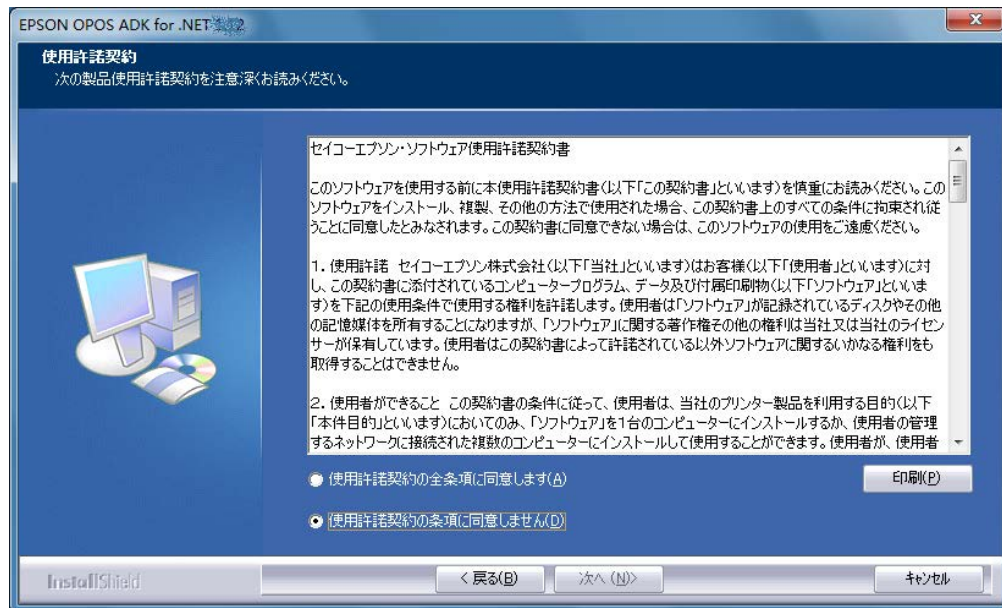 EPSON OPOS ADK for .NET
使用許諾契約
次の製品使用許諾契約を注意深くお読みください。
セイコーエプソン・ソフトウェア使用許諾契約書
このソフトウェアを使用する前に本使用許諾契約書(以下「この契約書」といいます)を慎重にお読みください。この
ソフトウェアをインストール、複製、その他の方法で使用された場合、この契約書上のすべての条件に拘束され従
うことに同意したとみなされます。この契約書に同意できない場合は、このソフトウェアの使用をご遠慮ください。
1. 使用許諾 セイコーエプソン株式会社(以下「当社」といいます)はお客様(以下「使用者」といいます)に対
し、この契約書に添付されているコンピュータープログラム、データ及び付属印刷物(以下「ソフトウェア」といいま
す)を下記の使用条件で使用する権利を許諾します。使用者は「ソフトウェア」が記録されているディスクやその他
の記憶媒体を所有することになりますが、「ソフトウェア」に関する著作権その他の権利は当社又は当社のライセン
サーが保有しています。使用者はこの契約書によって許諾されている以外ソフトウェアに関するいかなる権利をも
取得することはできません。
2. 使用者ができること この契約書の条件に従って、使用者は、当社のプリンター製品を利用する目的(以下
「本件目的」といいます)においてのみ、「ソフトウェア」を1台のコンピューターにインストールするか、使用者の管理
するネットワークに接続された複数のコンピューターにインストールして使用することができます。使用者が、使用者
使用許諾契約の全条項に同意します(A)
印刷(P)
使用許諾契約の条項に同意しません(D)
InstallShield
< 戻る(B)
次へ (N)>
キャンセル